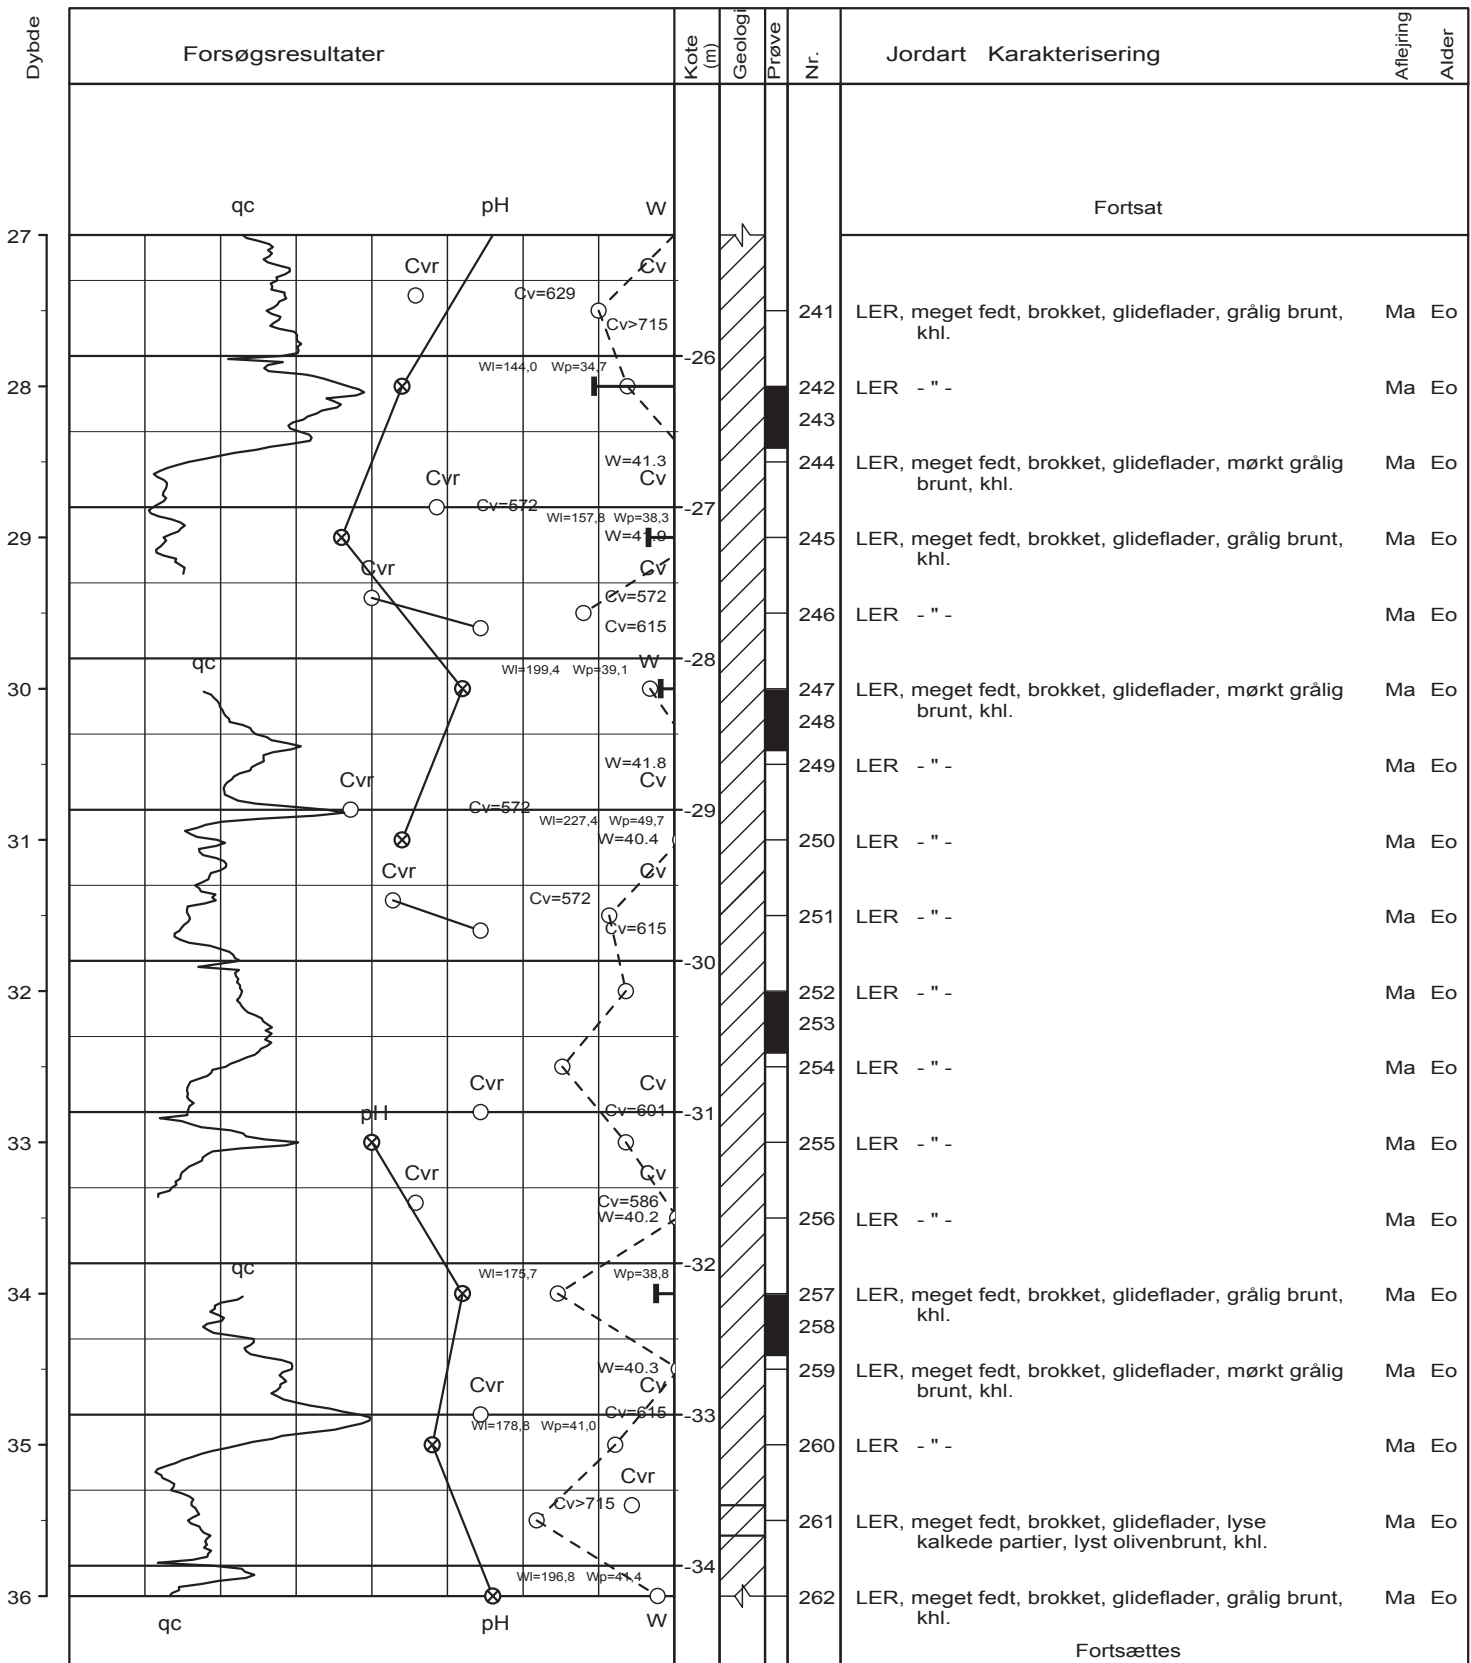 Dybde
Forsøgsresultater
Kote (m)
Geologi
Prøve
Nr.
Jordart Karakterisering
Aflejring
Alder
qc pH W Fortsat
27
Cvr Cv
Cv=629
241 LER, meget fedt, brokket, glideflader, grålig brunt, Ma Eo
khl.
Cv>715
-26
Wl=144,0 Wp=34,7
28 242 LER - " - Ma Eo
243
W=41.3 244 LER, meget fedt, brokket, glideflader, mørkt grålig Ma Eo
brunt, khl.
Cvr Cv
Cv=572 -27
Wl=157,8 Wp=38,3
29 W=41.9 245 LER, meget fedt, brokket, glideflader, grålig brunt, Ma Eo
khl.
Cvr Cv
Cv=572
246 LER - " - Ma Eo
Cv=615
qc W -28
Wl=199,4 Wp=39,1
30 247 LER, meget fedt, brokket, glideflader, mørkt grålig Ma Eo
brunt, khl.
248
W=41.8 249 LER - " - Ma Eo
Cvr Cv
Cv=572 -29
Wl=227,4 Wp=49,7
31 W=40.4 250 LER - " - Ma Eo
Cvr Cv
Cv=572
251 LER - " - Ma Eo
Cv=615
-30
32 252 LER - " - Ma Eo
253
254 LER - " - Ma Eo
Cvr Cv
pH Cv=601 -31
33 255 LER - " - Ma Eo
Cvr Cv
Cv=586
W=40.2 256 LER - " - Ma Eo
qc -32
Wl=175,7 Wp=38,8
34 257 LER, meget fedt, brokket, glideflader, grålig brunt, Ma Eo
khl.
258
W=40.3 259 LER, meget fedt, brokket, glideflader, mørkt grålig Ma Eo
brunt, khl.
Cvr Cv
Cv=615 -33
Wl=178,8 Wp=41,0
35 260 LER - " - Ma Eo
Cvr
Cv>715
261 LER, meget fedt, brokket, glideflader, lyse Ma Eo
kalkede partier, lyst olivenbrunt, khl.
-34
Wl=196,8 Wp=41,4
36 262 LER, meget fedt, brokket, glideflader, grålig brunt, Ma Eo
khl.
qc pH W
Fortsættes